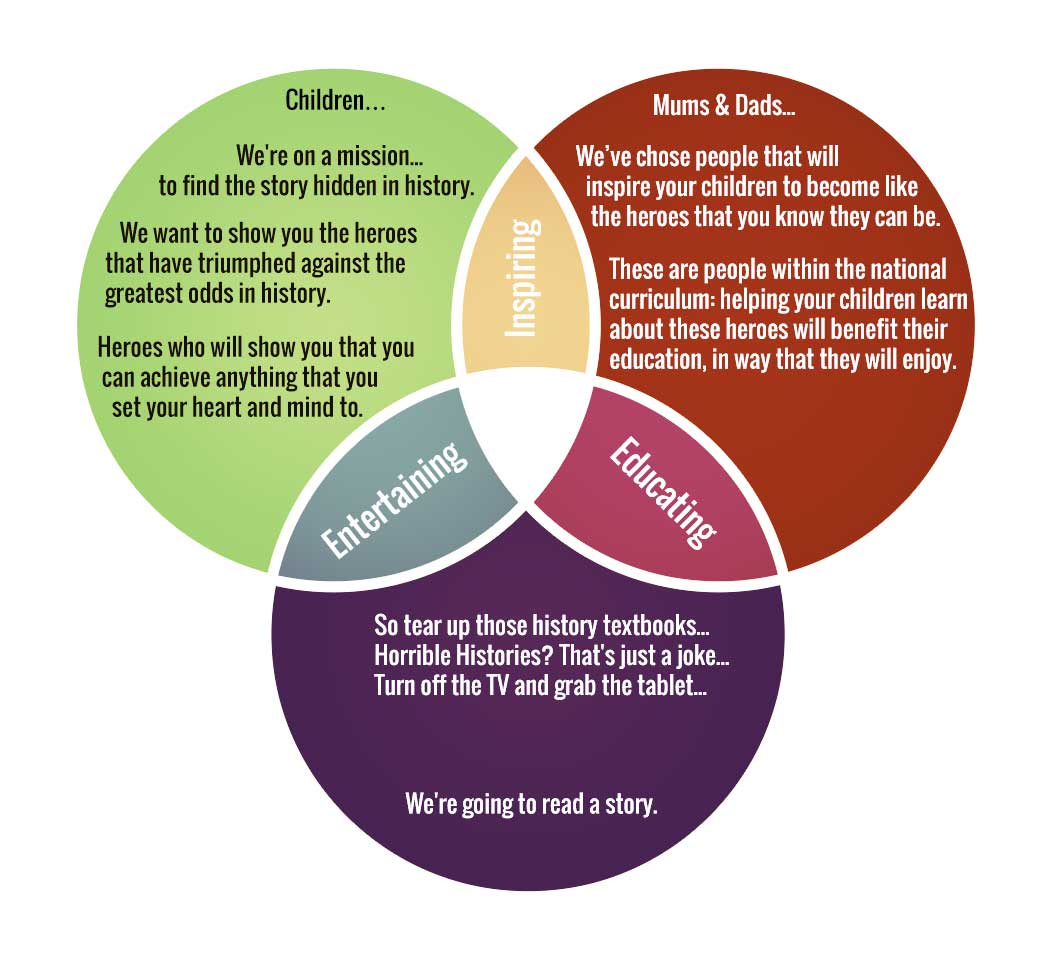 Children...
We're on a mission...
to find the story hidden in history.
We want to show you the heroes
that have triumphed against the
greatest odds in history.
Heroes who will show you that you
can achieve anything that you
set your heart and mind to.
Mums & Dads...
We've chose people that will
inspire your children to become like
the heroes that you know they can be.
These are people within the national
curriculum: helping your children learn
about these heroes will benefit their
education, in way that they will enjoy.
Inspiring
Entertaining
Educating
So tear up those history textbooks...
Horrible Histories? That's just a joke...
Turn off the TV and grab the tablet...
We're going to read a story.